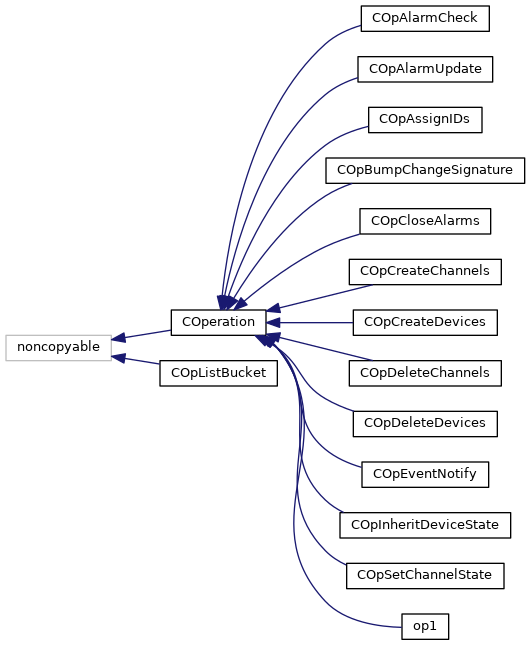 COpAlarmCheck
COpAlarmUpdate
COpAssignIDs
COpBumpChangeSignature
COpCloseAlarms
COpCreateChannels
COperation
COpCreateDevices
noncopyable
COpListBucket
COpDeleteChannels
COpDeleteDevices
COpEventNotify
COpInheritDeviceState
COpSetChannelState
op1